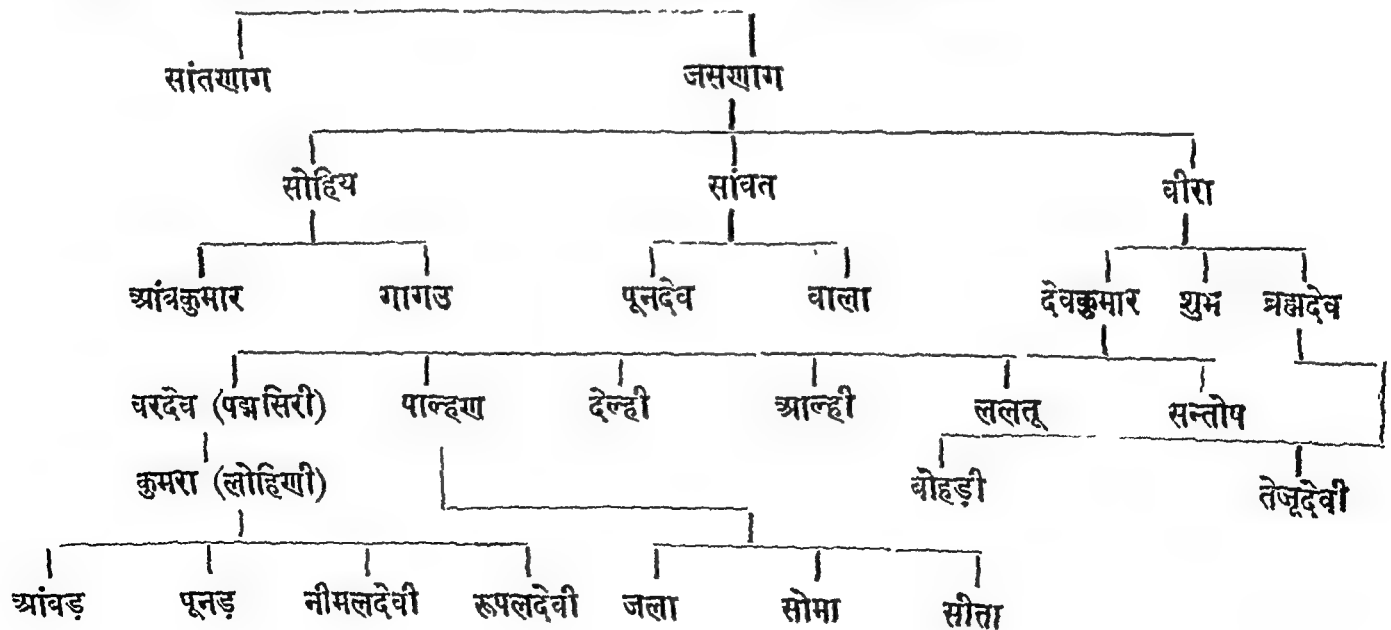 सांतणाग जसणाग
सोहिय सांवत वीरा
आंत्रकुमार गागउ पूनदेव वाला देवकुमार शुभ ब्रह्मदेव
वरदेव (पद्मसिरी) पाल्हण देल्ही आल्ही ललतू सन्तोप
कुमरा (लोहिणी) बोहड़ी तेजूदेवी
आंवड़ पूनड़ नीमलदेवी रूपलदेवी जला सोमा सीता